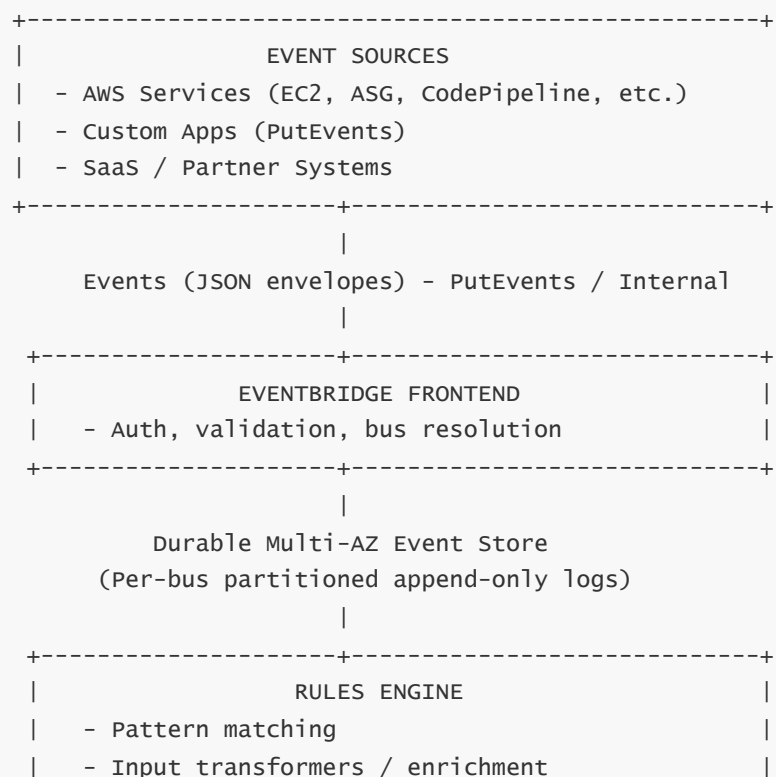 +----------------------------------------------------+
|                 EVENT SOURCES
|  - AWS Services (EC2, ASG, CodePipeline, etc.)
|  - Custom Apps (PutEvents)
|  - SaaS / Partner Systems
+----------------------+-----------------------------+
                       |
     Events (JSON envelopes) - PutEvents / Internal
                       |
 +---------------------+-----------------------------+
 |              EVENTBRIDGE FRONTEND                 |
 |   - Auth, validation, bus resolution              |
 +---------------------+-----------------------------+
                       |
          Durable Multi-AZ Event Store
      (Per-bus partitioned append-only logs)
                       |
 +---------------------+-----------------------------+
 |                  RULES ENGINE                     |
 |   - Pattern matching                              |
 |   - Input transformers / enrichment               |